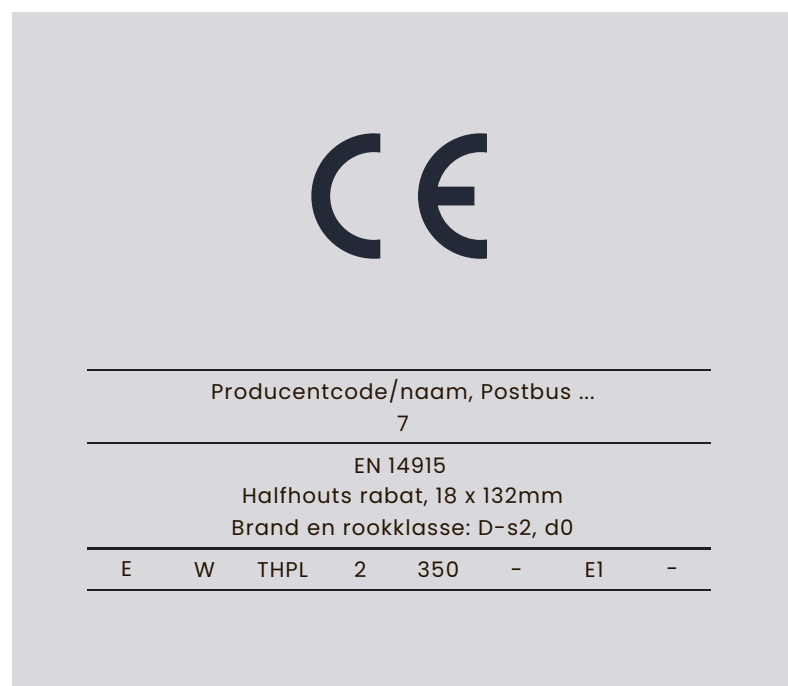 CE
Producentcode/naam, Postbus ...
7
EN 14915
Halfhouts rabat, 18 x 132mm
Brand en rookklasse: D-s2, d0
E W THPL 2 350 - E1 -